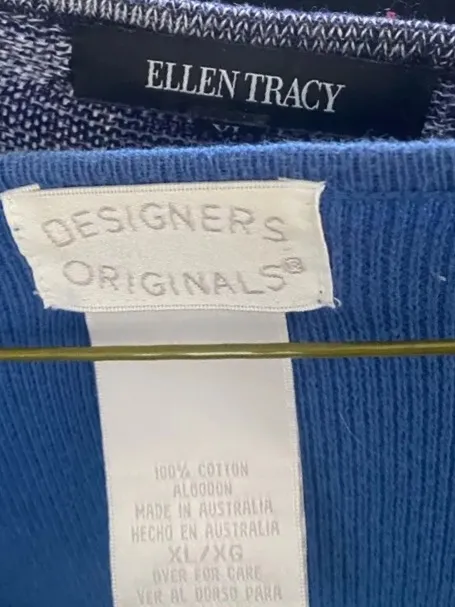 ELLEN TRACY
XL
DESIGNERS
ORIGINALS®
100% COTTON
ALGODON
MADE IN AUSTRALIA
HECHO EN AUSTRALIA
XL/XG
OVER FOR CARE
VER AL DORSO PARA